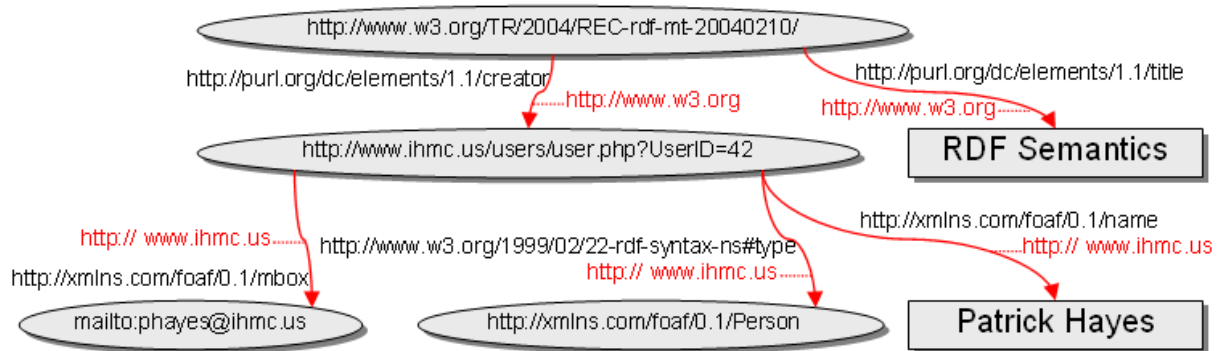 http://www.w3.org/TR/2004/REC-rdf-mt-20040210/
http://purl.org/dc/elements/1.1/creator
http://purl.org/dc/elements/1.1/title
http://www.w3.org
http://www.w3.org
http://www.ihmc.us/users/user.php?UserID=42
RDF Semantics
http:// www.ihmc.us
http://xmlns.com/foaf/0.1/mbox
http://www.w3.org/1999/02/22-rdf-syntax-ns#type
http:// www.ihmc.us
http://xmlns.com/foaf/0.1/name
http:// www.ihmc.us
mailto:phayes@ihmc.us
http://xmlns.com/foaf/0.1/Person
Patrick Hayes